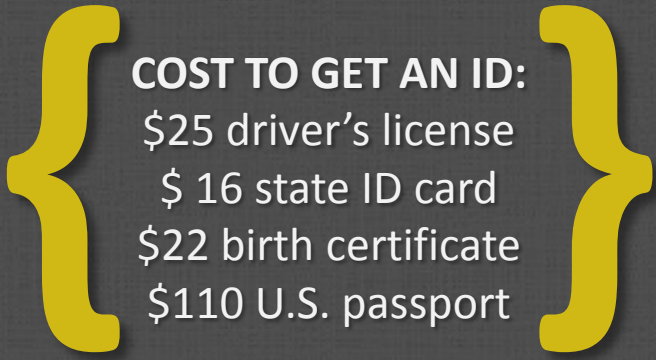 COST TO GET AN ID:
$25 driver’s license
$ 16 state ID card
$22 birth certificate
$110 U.S. passport